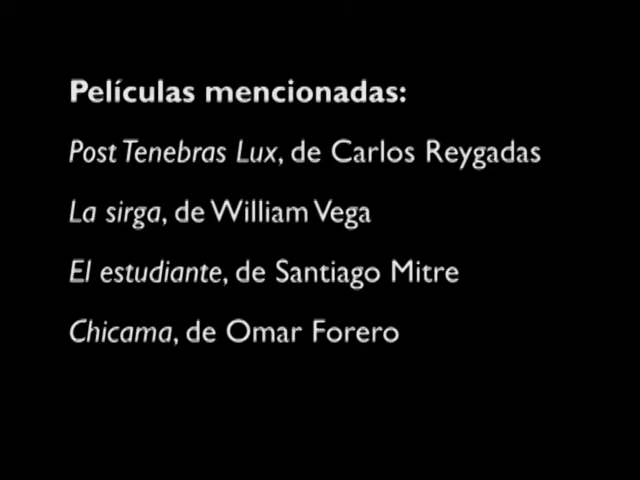 Películas mencionadas:
Post Tenebras Lux, de Carlos Reygadas
La sirga, de William Vega
El estudiante, de Santiago Mitre
Chicama, de Omar Forero